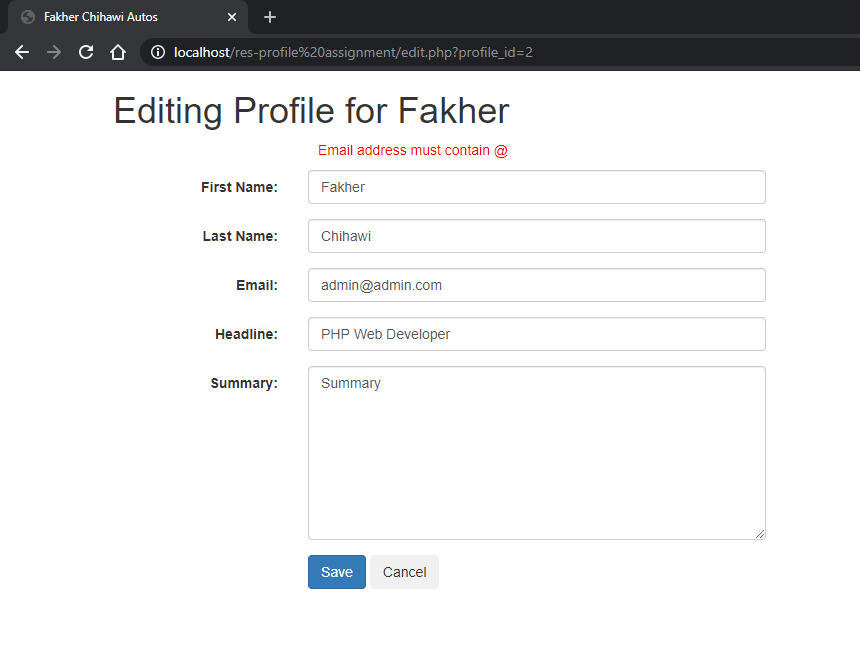 Fakher Chihawi Autos
localhost/res-profile%20assignment/edit.php?profile_id=2
Editing Profile for Fakher
Email address must contain @
First Name: Fakher
Last Name: Chihawi
Email: admin@admin.com
Headline: PHP Web Developer
Summary: Summary
Save Cancel